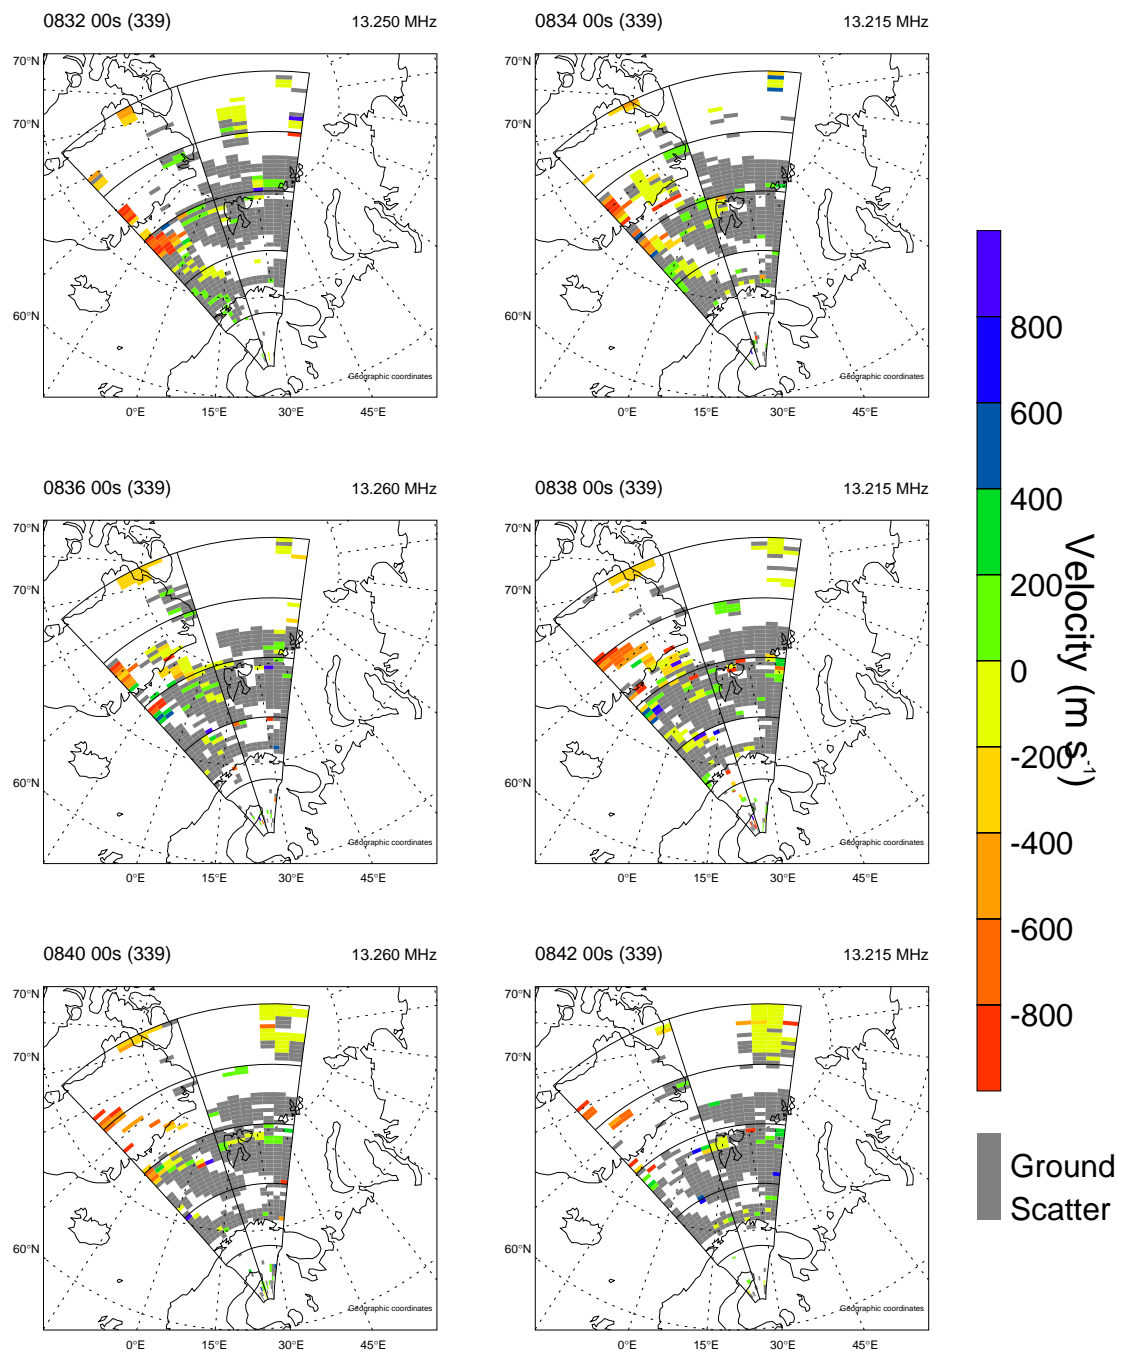 0832 00s (339) 13.250 MHz
0834 00s (339) 13.215 MHz
70°N
70°N
60°N
Geographic coordinates
0°E 15°E 30°E 45°E
70°N
70°N
60°N
Geographic coordinates
0°E 15°E 30°E 45°E
0836 00s (339) 13.260 MHz
0838 00s (339) 13.215 MHz
70°N
70°N
60°N
Geographic coordinates
0°E 15°E 30°E 45°E
70°N
70°N
60°N
Geographic coordinates
0°E 15°E 30°E 45°E
0840 00s (339) 13.260 MHz
0842 00s (339) 13.215 MHz
70°N
70°N
60°N
Geographic coordinates
0°E 15°E 30°E 45°E
70°N
70°N
60°N
Geographic coordinates
0°E 15°E 30°E 45°E
800
600
400
200
0
-200
-400
-600
-800
Velocity (m s⁻¹)
Ground
Scatter